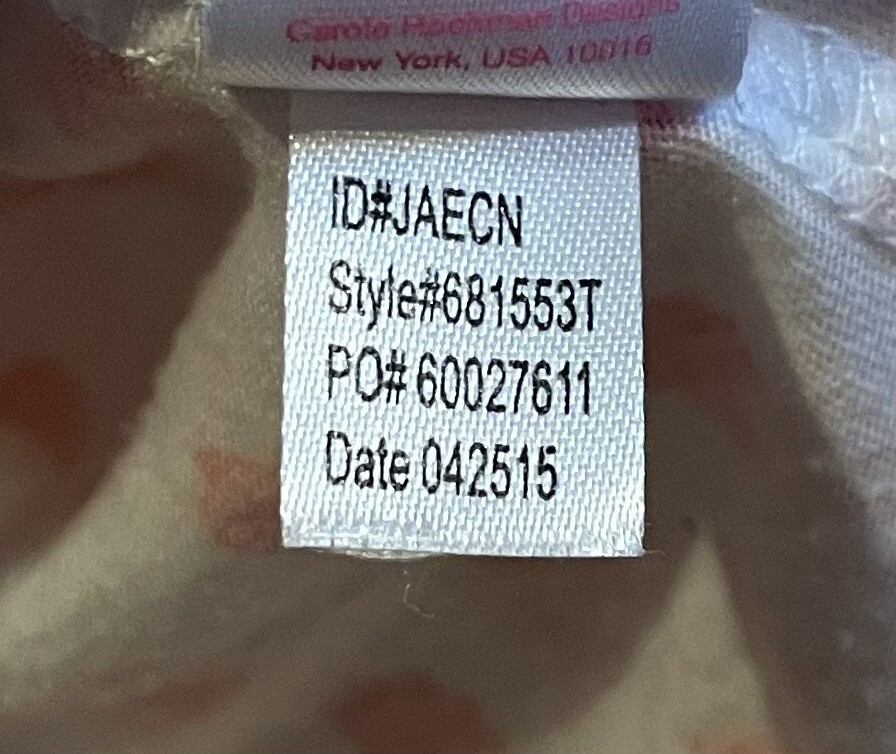 Carole Hochman Designs
New York, USA 10016
ID#JAECN
Style#681553T
PO# 60027611
Date 042515